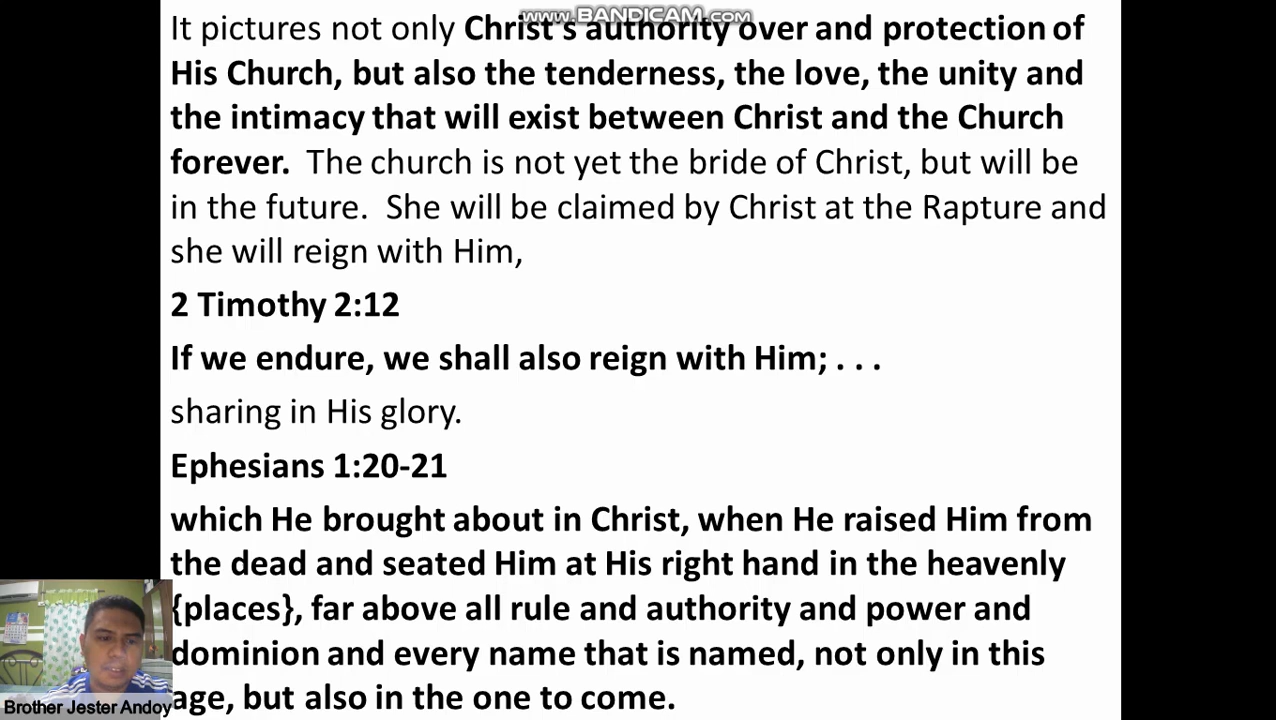 www.BANDICAM.com
It pictures not only Christ's authority over and protection of
His Church, but also the tenderness, the love, the unity and
the intimacy that will exist between Christ and the Church
forever. The church is not yet the bride of Christ, but will be
in the future. She will be claimed by Christ at the Rapture and
she will reign with Him,
2 Timothy 2:12
If we endure, we shall also reign with Him; . . .
sharing in His glory.
Ephesians 1:20-21
which He brought about in Christ, when He raised Him from
the dead and seated Him at His right hand in the heavenly
{places}, far above all rule and authority and power and
dominion and every name that is named, not only in this
age, but also in the one to come.
Brother Jester Andoy